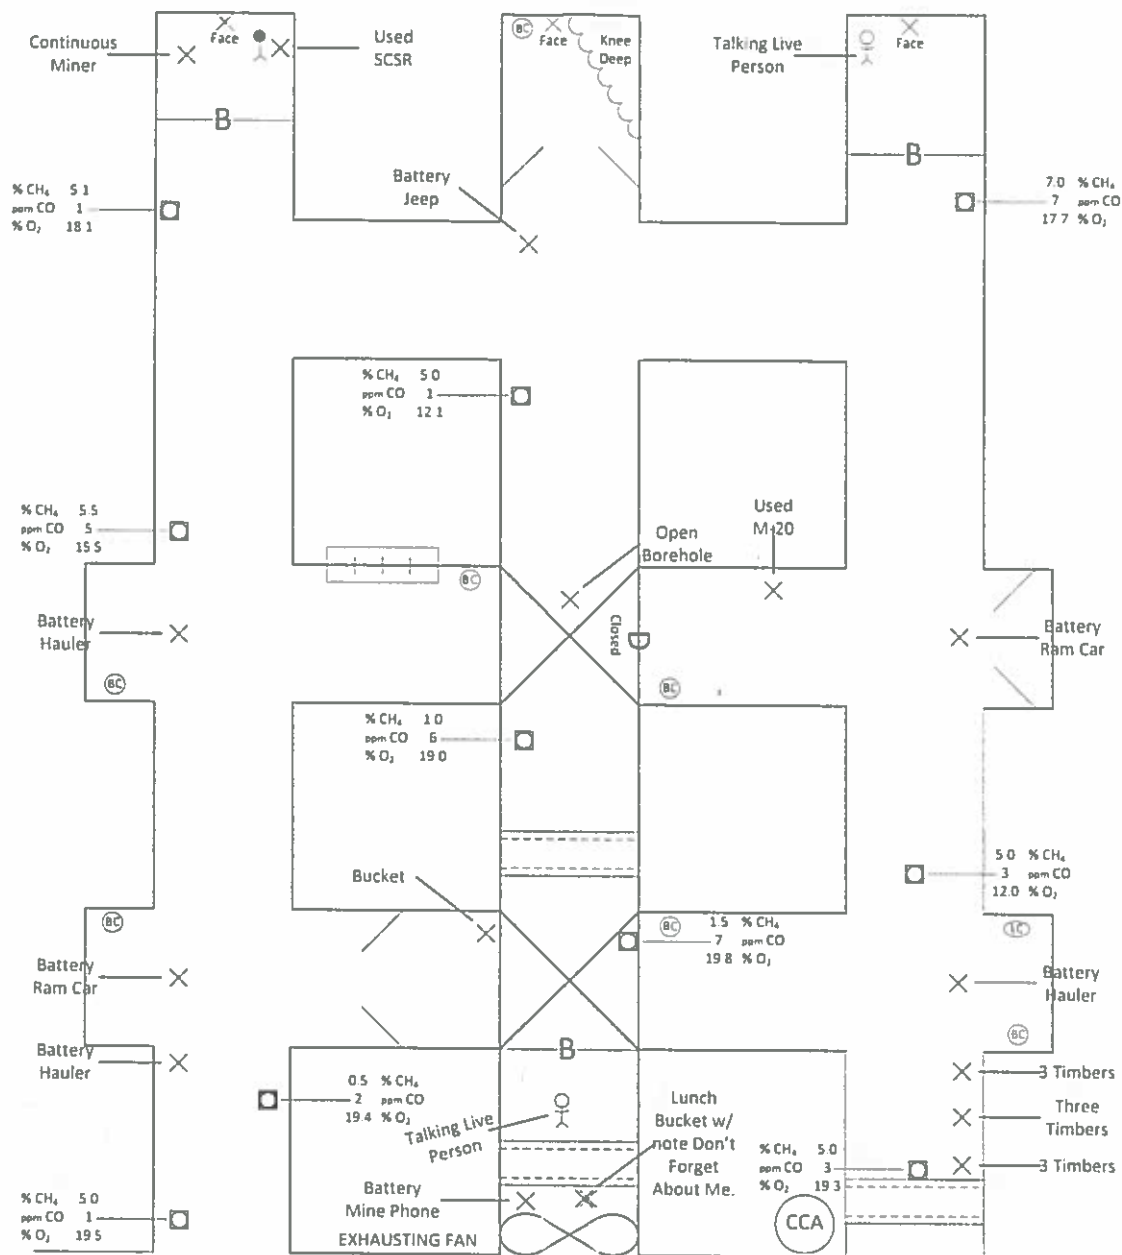 Continuous
Miner
Face
Used
SCSR
BC
Face
Knee
Deep
Talking Live
Person
Face
B
B
% CH₄ 5.1
ppm CO 1
% O₂ 18.1
Battery
Jeep
7.0 % CH₄
7 ppm CO
17.7 % O₂
% CH₄ 5.0
ppm CO 1
% O₂ 12.1
% CH₄ 5.5
ppm CO 5
% O₂ 15.5
BC
Open
Borehole
Used
M-20
Battery
Hauler
BC
Closed
D
BC
Battery
Ram Car
% CH₄ 1.0
ppm CO 6
% O₂ 19.0
Bucket
5.0 % CH₄
3 ppm CO
12.0 % O₂
BC
Battery
Ram Car
BC
1.5 % CH₄
7 ppm CO
19.8 % O₂
Battery
Hauler
BC
Battery
Hauler
B
0.5 % CH₄
2 ppm CO
19.4 % O₂
Talking Live
Person
Lunch
Bucket w/
note Don't
Forget
About Me.
3 Timbers
Three
Timbers
3 Timbers
% CH₄ 5.0
ppm CO 3
% O₂ 19.3
% CH₄ 5.0
ppm CO 1
% O₂ 19.5
Battery
Mine Phone
EXHAUSTING FAN
CCA